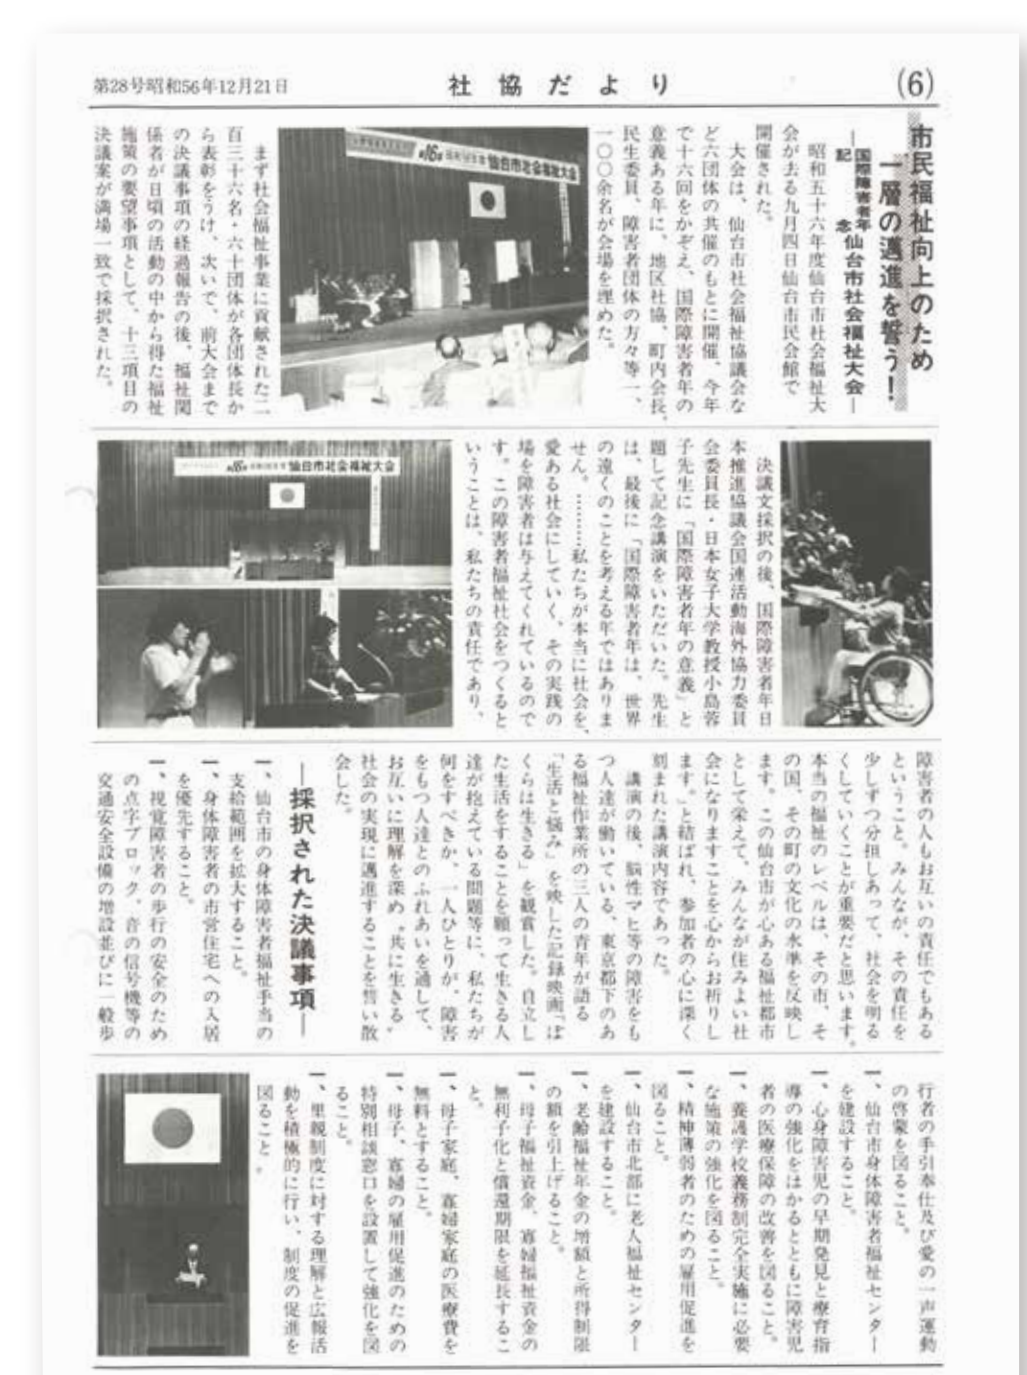 第28号昭和56年12月21日
社協だより
(6)
市民福祉向上のため
一層の邁進を誓う!
―国際障害者年記念仙台市社会福祉大会―
昭和五十六年度仙台市社会福祉大
会が去る九月四日仙台市民会館で
開催された。
大会は、仙台市社会福祉協議会な
ど六団体の共催のもとに開催、今年
で十六回をかぞえ、国際障害者年の
意義ある年に、地区社協、町内会長、
民生委員、障害者団体の方々等一、
一〇〇余名が会場を埋めた。
第16回 昭和56年度 仙台市社会福祉大会
まず社会福祉事業に貢献された二
百三十六名・六十団体が各団体長か
ら表彰をうけ、次いで、前大会まで
の決議事項の経過報告の後、福祉関
係者が日頃の活動の中から得た福祉
施策の要望事項として、十三項目の
決議案が満場一致で採択された。
決議文採択の後、国際障害者年日
本推進協議会国連活動海外協力委員
会委員長・日本女子大学教授小島蓉
子先生に「国際障害者年の意義」と
題して記念講演をいただいた。先生
は、最後に「国際障害者年は、世界
の遠くのことを考える年ではありま
せん。………私たちが本当に社会を、
愛ある社会にしていく、その実践の
場を障害者は与えてくれているので
す。この障害者福祉社会をつくると
いうことは、私たちの責任であり、
第16回 昭和56年度 仙台市社会福祉大会
障害者の人もお互いの責任でもある
ということ。みんなが、その責任を
少しずつ分担しあって、社会を明る
くしていくことが重要だと思います。
本当の福祉のレベルは、その市、そ
の国、その町の文化の水準を反映し
ます。この仙台市が心ある福祉都市
として栄えて、みんなが住みよい社
会になりますことを心からお祈りし
ます。」と結ばれ、参加者の心に深く
刻まれた講演内容であった。
講演の後、脳性マヒ等の障害をも
つ人達が働いている、東京都下のあ
る福祉作業所の三人の青年が語る
「生活と悩み」を映した記録映画「ぼ
くらは生きる」を観賞した。自立し
た生活をすることを願って生きる人
達が抱えている問題等に、私たちが
何をすべきか、一人ひとりが、障害
をもつ人達とのふれあいを通して、
お互いに理解を深め〝共に生きる〟
社会の実現に邁進することを誓い散
会した。
―採択された決議事項―
一、仙台市の身体障害者福祉手当の
支給範囲を拡大すること。
一、身体障害者の市営住宅への入居
を優先すること。
一、視覚障害者の歩行の安全のため
の点字ブロック、音の信号機等の
交通安全設備の増設並びに一般歩
行者の手引奉仕及び愛の一声運動
の啓蒙を図ること。
一、仙台市身体障害者福祉センター
を建設すること。
一、心身障害児の早期発見と療育指
導の強化をはかるとともに障害児
者の医療保障の改善を図ること。
一、養護学校義務制完全実施に必要
な施策の強化を図ること。
一、精神薄弱者のための雇用促進を
図ること。
一、仙台市北部に老人福祉センター
を建設すること。
一、老齢福祉年金の増額と所得制限
の額を引上げること。
一、母子福祉資金、寡婦福祉資金の
無利子化と償還期限を延長するこ
と。
一、母子家庭、寡婦家庭の医療費を
無料とすること。
一、母子、寡婦の雇用促進のための
特別相談窓口を設置して強化を図
ること。
一、里親制度に対する理解と広報活
動を積極的に行い、制度の促進を
図ること。